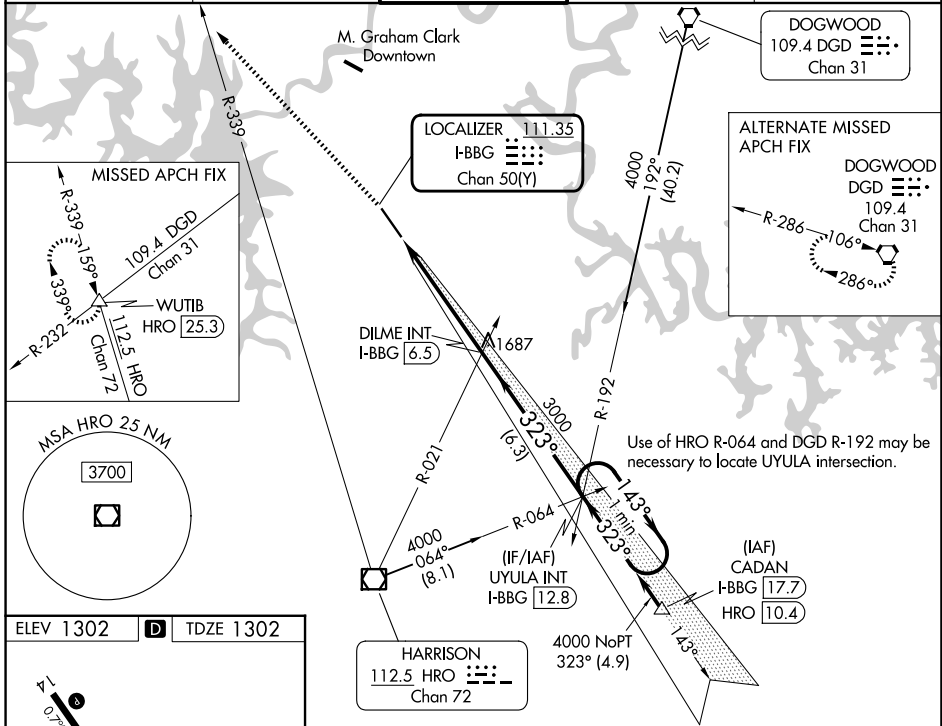 M. Graham Clark
Downtown
DOGWOOD
109.4 DGD
Chan 31
R-339
LOCALIZER 111.35
I-BBG
Chan 50(Y)
4000
192°
(40.2)
ALTERNATE MISSED
APCH FIX
DOGWOOD
DGD
109.4
Chan 31
R-286
106°
286°
MISSED APCH FIX
R-339
159°
339°
109.4 DGD
Chan 31
WUTIB
HRO 25.3
R-232
112.5 HRO
Chan 72
DILME INT
I-BBG 6.5
1687
R-192
3000
323°
(6.3)
R-021
Use of HRO R-064 and DGD R-192 may be
necessary to locate UYULA intersection.
MSA HRO 25 NM
3700
143°
1 min
323°
R-064
4000
064°
(8.1)
(IF/IAF)
UYULA INT
I-BBG 12.8
(IAF)
CADAN
I-BBG 17.7
HRO 10.4
4000 NoPT
323° (4.9)
143°
ELEV 1302 D TDZE 1302
HARRISON
112.5 HRO
Chan 72
14
P
0.7%